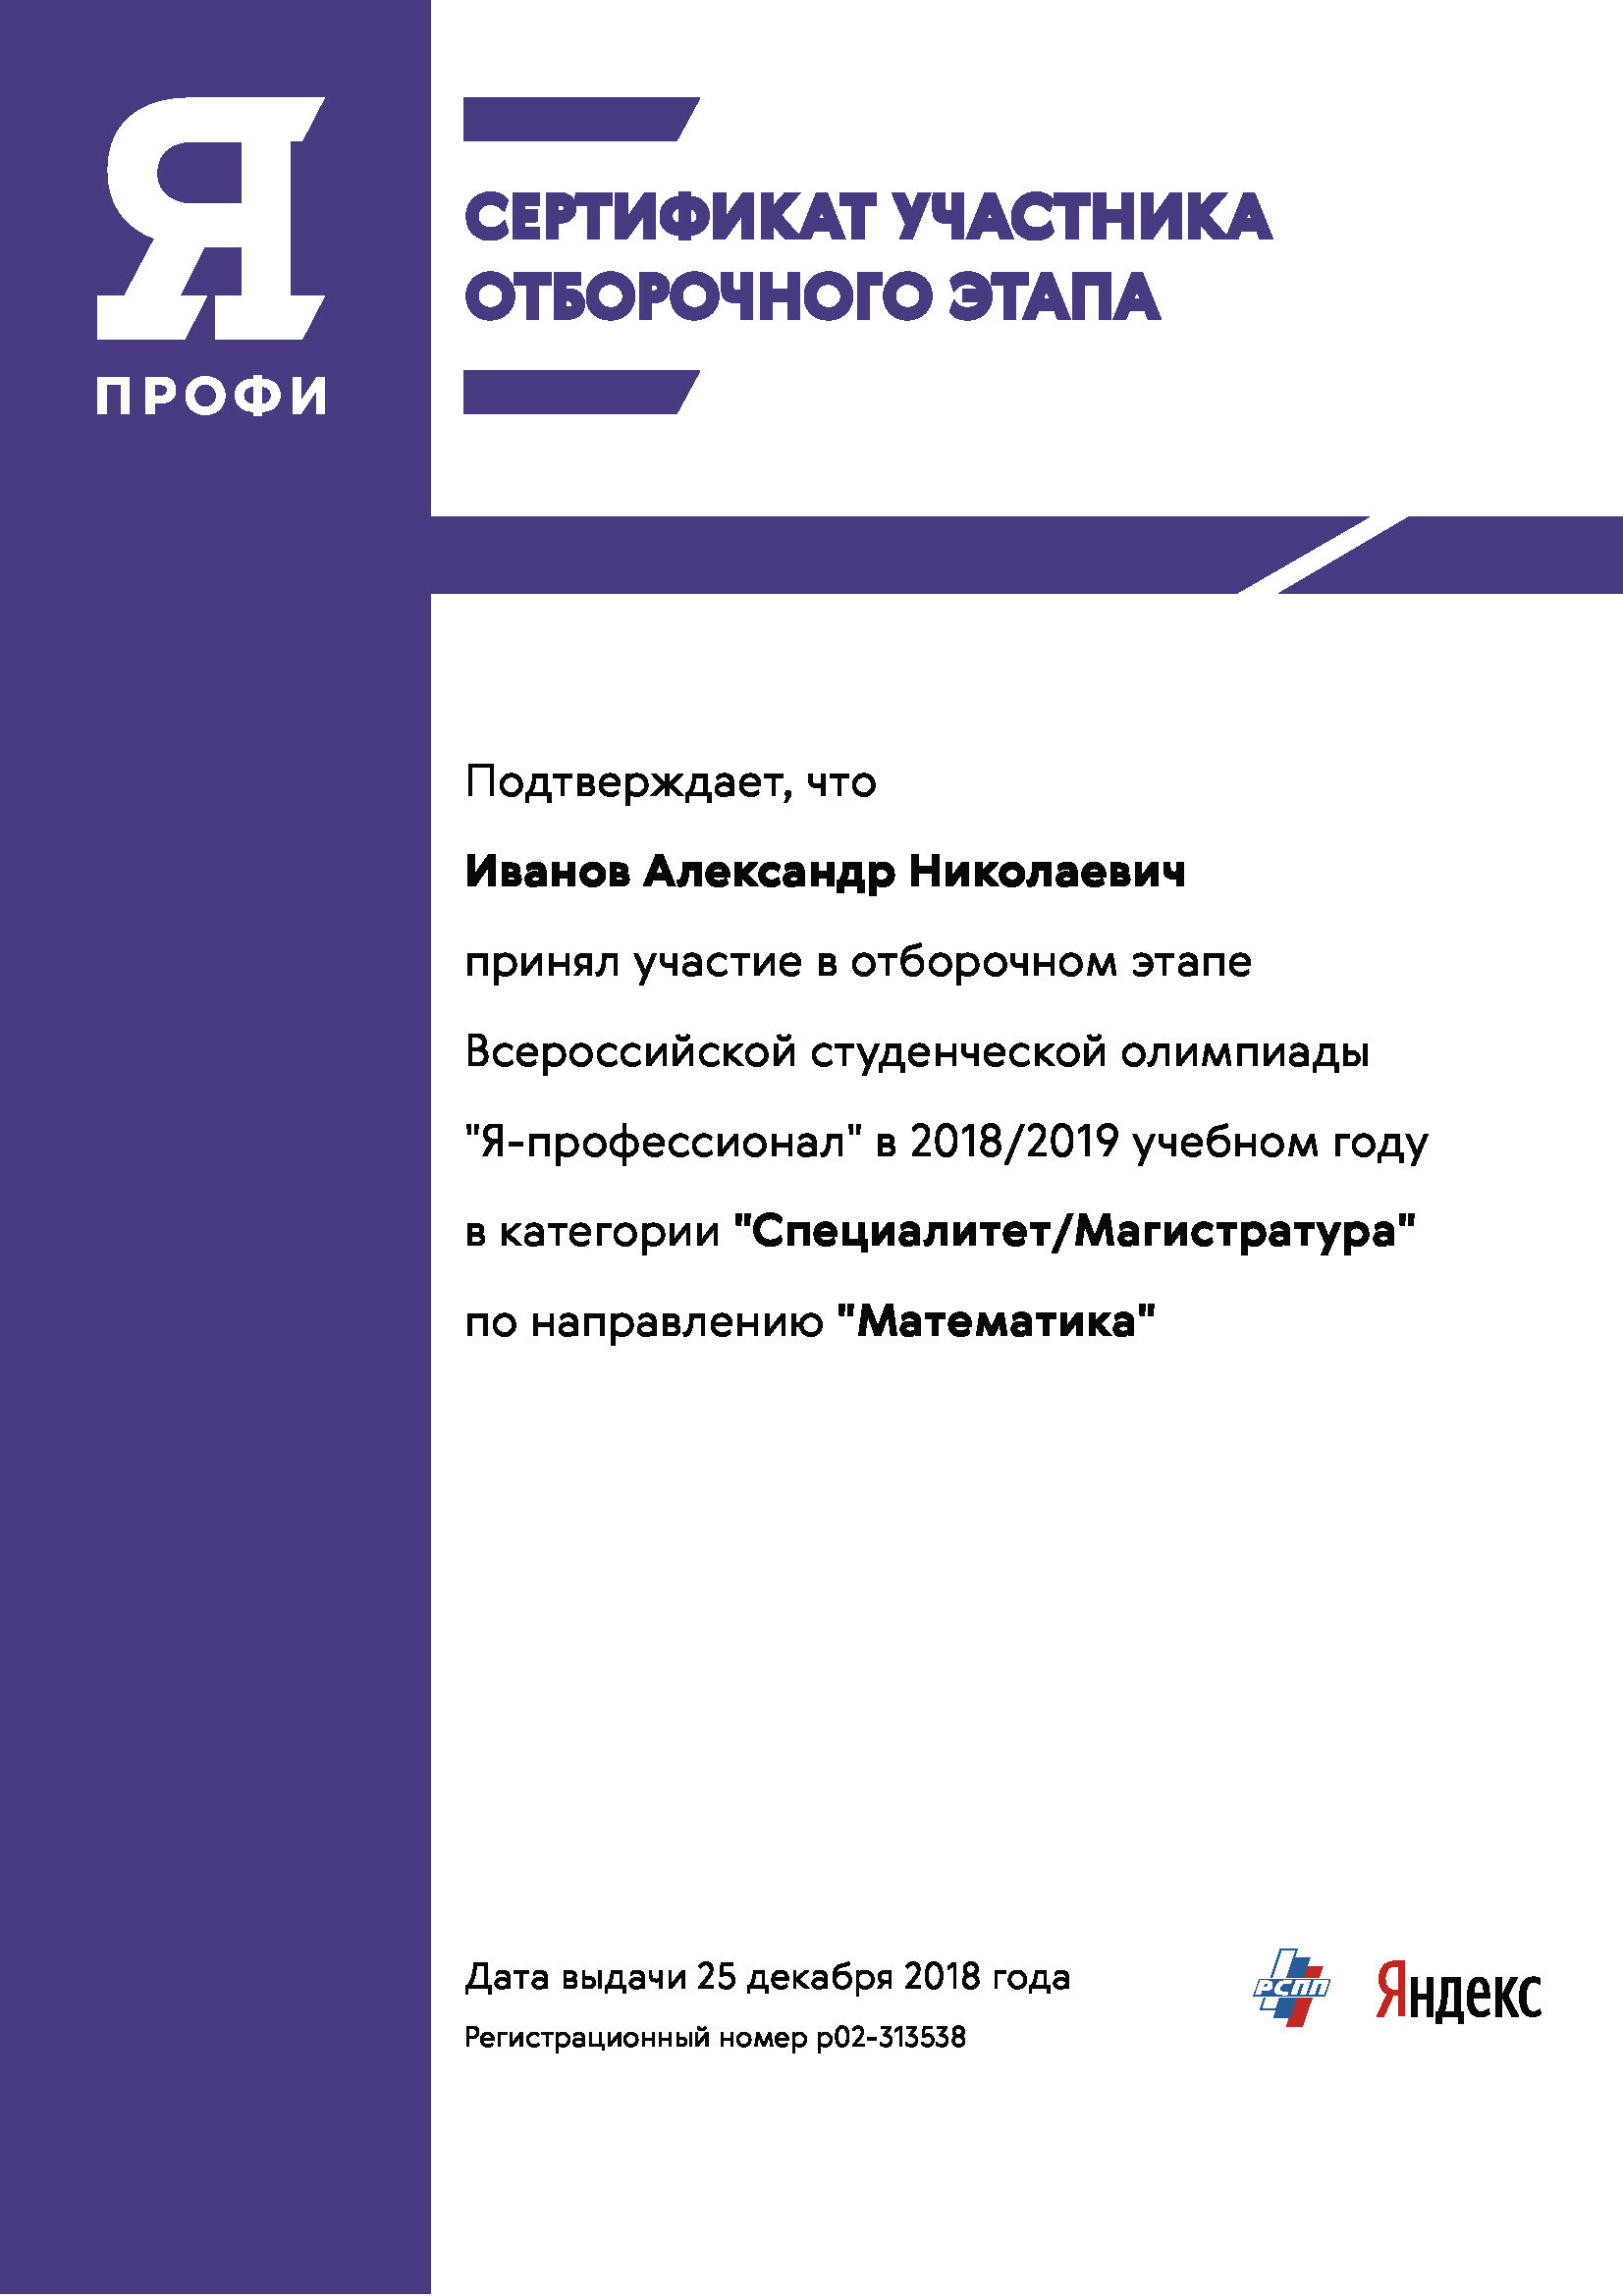 Я
ПРОФИ
СЕРТИФИКАТ УЧАСТНИКА
ОТБОРОЧНОГО ЭТАПА
Подтверждает, что
Иванов Александр Николаевич
принял участие в отборочном этапе
Всероссийской студенческой олимпиады
"Я-профессионал" в 2018/2019 учебном году
в категории "Специалитет/Магистратура"
по направлению "Математика"
Дата выдачи 25 декабря 2018 года
Регистрационный номер р02-313538
РСПП
Яндекс